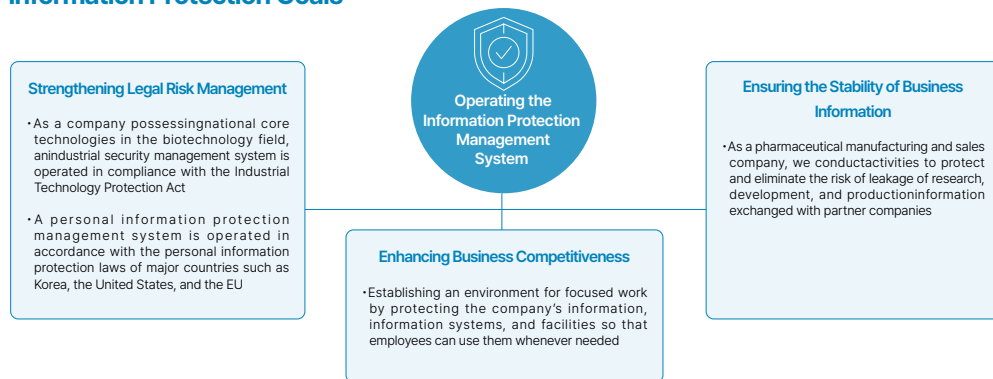 Information Protection Goals
Operating the
Information Protection
Management
System
Strengthening Legal Risk Management
·As a company possessingnational core
technologies in the biotechnology field,
anindustrial security management system is
operated in compliance with the Industrial
Technology Protection Act
·A personal information protection
management system is operated in
accordance with the personal information
protection laws of major countries such as
Korea, the United States, and the EU
Enhancing Business Competitiveness
·Establishing an environment for focused work
by protecting the company’s information,
information systems, and facilities so that
employees can use them whenever needed
Ensuring the Stability of Business
Information
·As a pharmaceutical manufacturing and sales
company, we conductactivities to protect
and eliminate the risk of leakage of research,
development, and productioninformation
exchanged with partner companies